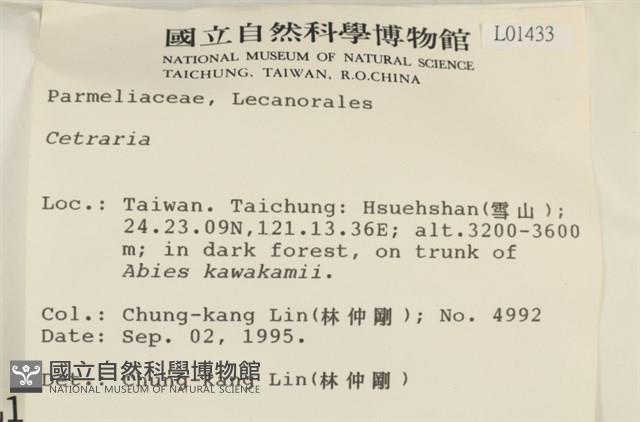 國立自然科學博物館
L01433
NATIONAL MUSEUM OF NATURAL SCIENCE
TAICHUNG, TAIWAN, R.O.CHINA
Parmeliaceae, Lecanorales
Cetraria
Loc.: Taiwan. Taichung: Hsuehshan(雪山);
24.23.09N,121.13.36E; alt.3200-3600
m; in dark forest, on trunk of
Abies kawakamii.
Col.: Chung-kang Lin(林仲剛); No. 4992
Date: Sep. 02, 1995.
Det.: Chung-kang Lin(林仲剛)
國立自然科學博物館
NATIONAL MUSEUM OF NATURAL SCIENCE